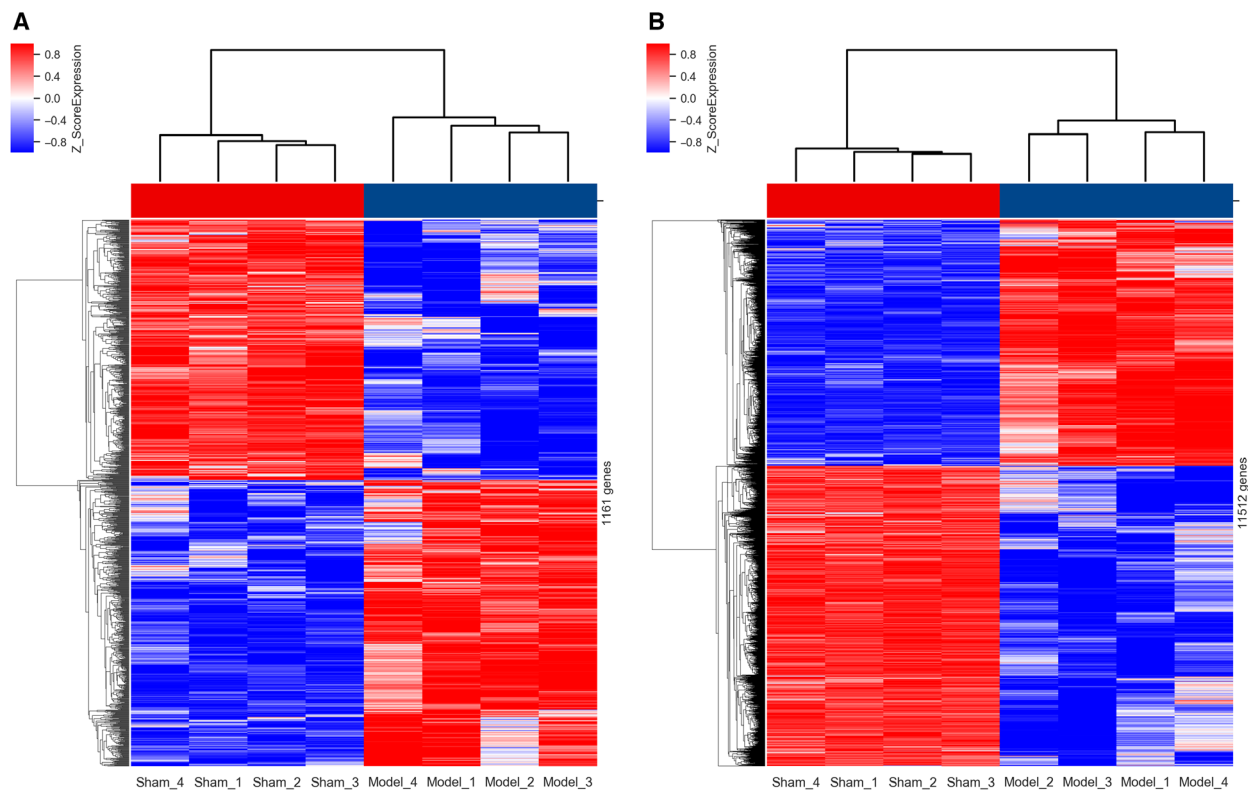 A
0.8
0.4
0.0
−0.4
−0.8
Z_ScoreExpression
1161 genes
Sham_4 Sham_1 Sham_2 Sham_3 Model_4 Model_1 Model_2 Model_3
B
0.8
0.4
0.0
−0.4
−0.8
Z_ScoreExpression
11512 genes
Sham_4 Sham_1 Sham_2 Sham_3 Model_2 Model_3 Model_1 Model_4